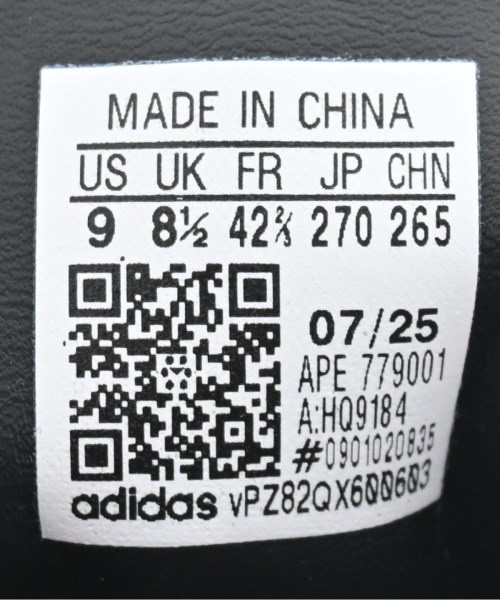 MADE IN CHINA
US UK FR JP CHN
9 8½ 42⅔ 270 265
07/25
APE 779001
A:HQ9184
#0901020835
adidas vPZ82QX600603